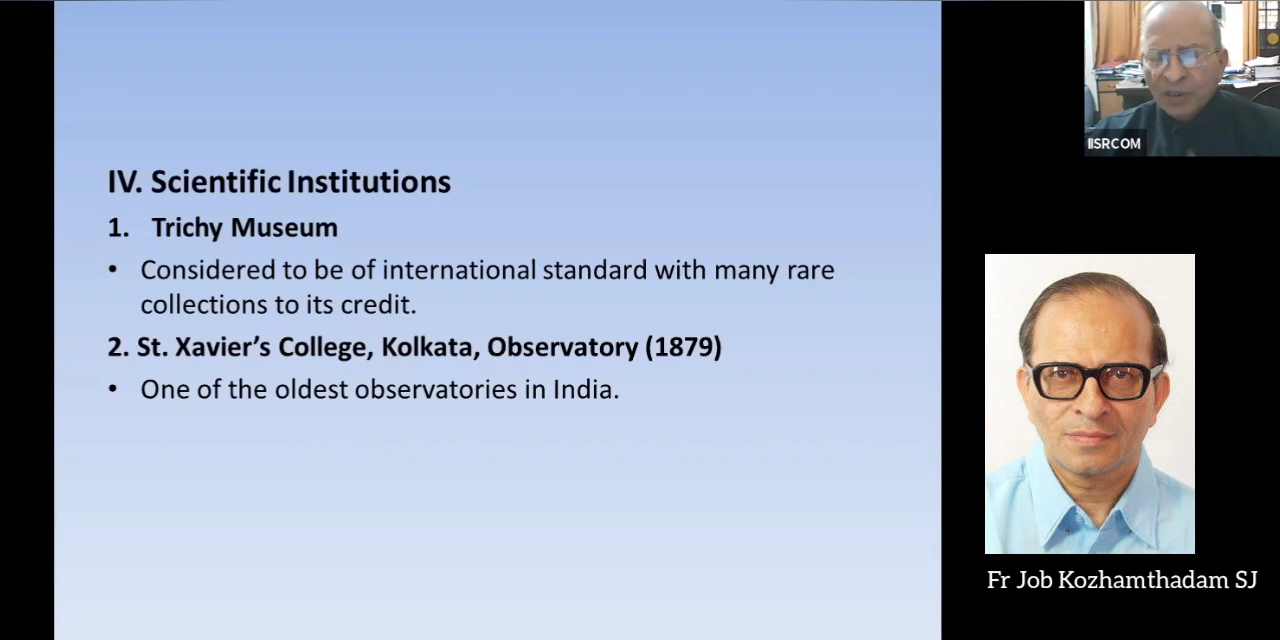 IV. Scientific Institutions
1. Trichy Museum
• Considered to be of international standard with many rare
collections to its credit.
2. St. Xavier’s College, Kolkata, Observatory (1879)
• One of the oldest observatories in India.
IISRCOM
Fr Job Kozhamthadam SJ